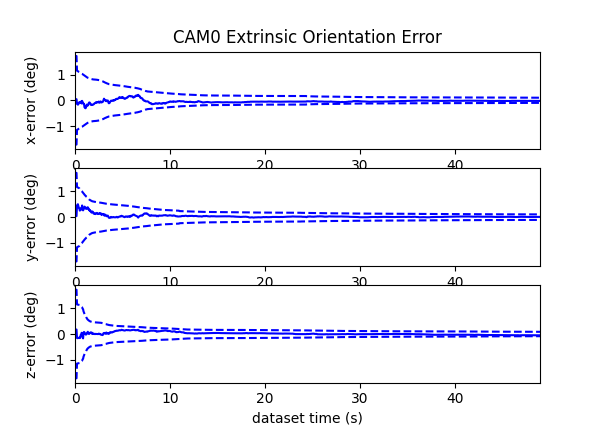 CAM0 Extrinsic Orientation Error
x-error (deg)
1
0
−1
0 10 20 30 40
y-error (deg)
1
0
−1
0 10 20 30 40
z-error (deg)
1
0
−1
0 10 20 30 40
dataset time (s)